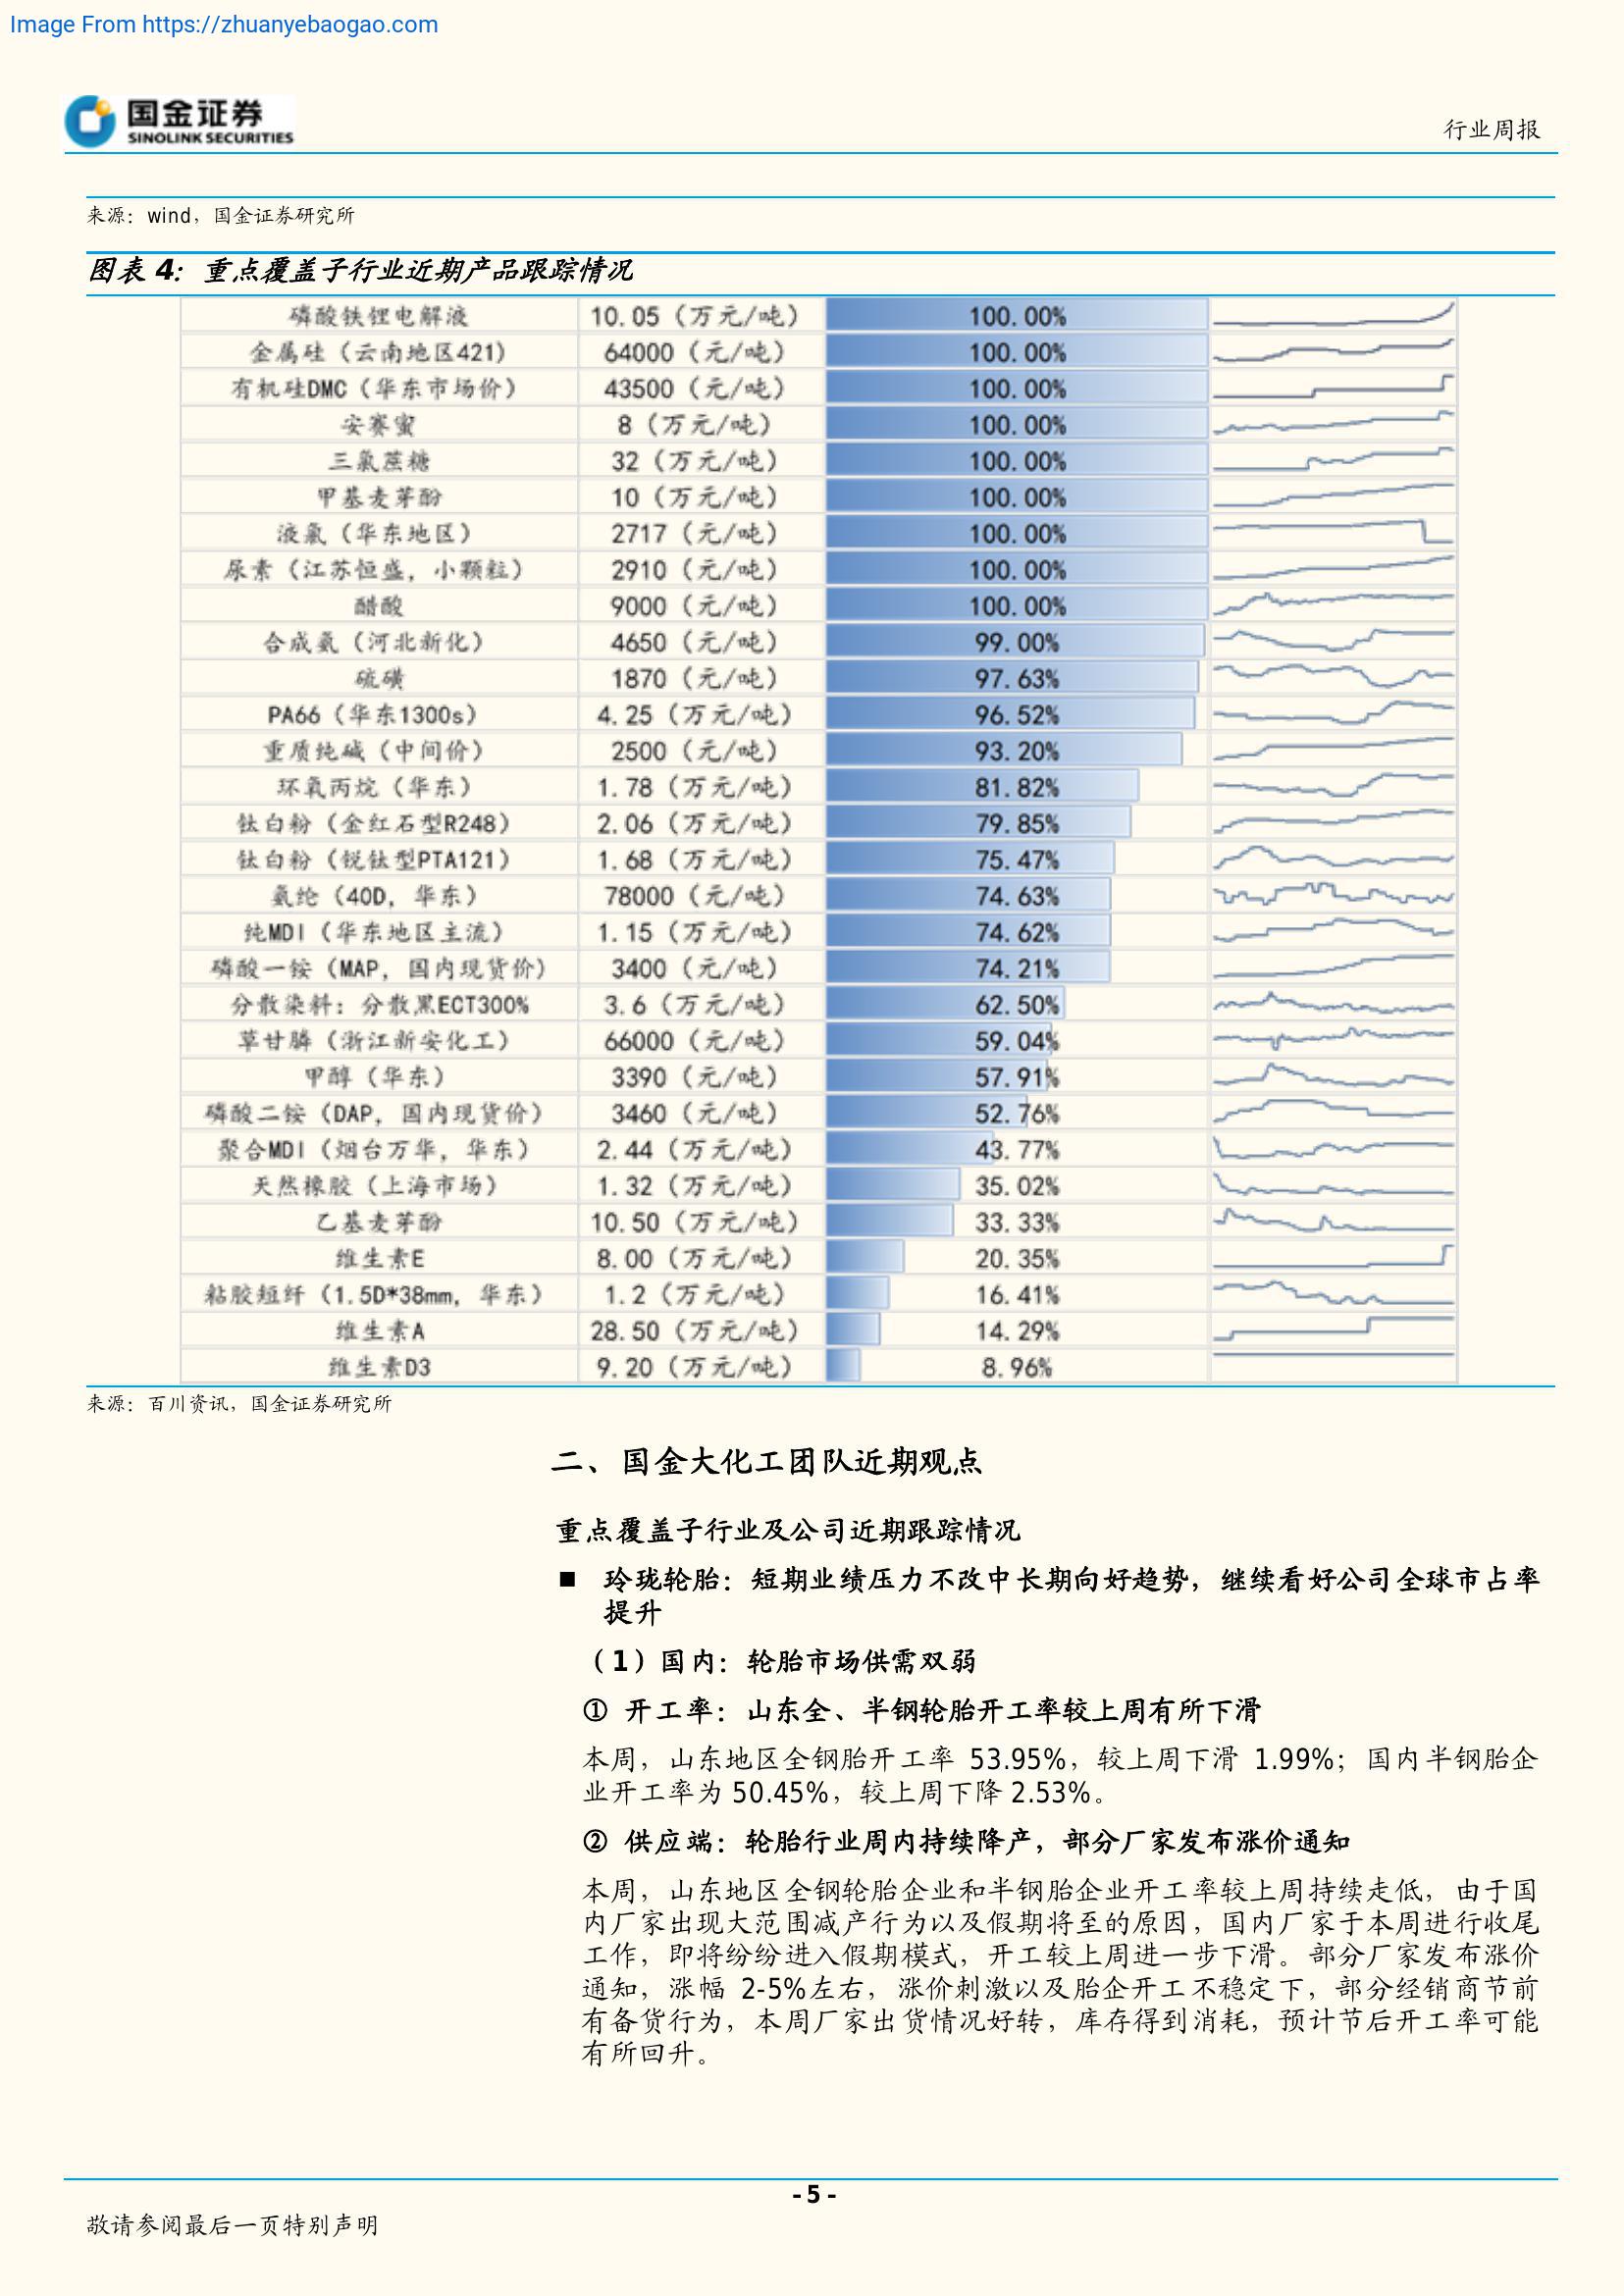 Image From https://zhuanyebaogao.com
国金证券
SINOLINK SECURITIES
行业周报
来源：wind，国金证券研究所
图表 4：重点覆盖子行业近期产品跟踪情况
磷酸铁锂电解液 10.05（万元/吨） 100.00%
金属硅（云南地区421） 64000（元/吨） 100.00%
有机硅DMC（华东市场价） 43500（元/吨） 100.00%
安赛蜜 8（万元/吨） 100.00%
三氯蔗糖 32（万元/吨） 100.00%
甲基麦芽酚 10（万元/吨） 100.00%
液氯（华东地区） 2717（元/吨） 100.00%
尿素（江苏恒盛，小颗粒） 2910（元/吨） 100.00%
醋酸 9000（元/吨） 100.00%
合成氨（河北新化） 4650（元/吨） 99.00%
硫磺 1870（元/吨） 97.63%
PA66（华东1300s） 4.25（万元/吨） 96.52%
重质纯碱（中间价） 2500（元/吨） 93.20%
环氧丙烷（华东） 1.78（万元/吨） 81.82%
钛白粉（金红石型R248） 2.06（万元/吨） 79.85%
钛白粉（锐钛型PTA121） 1.68（万元/吨） 75.47%
氨纶（40D，华东） 78000（元/吨） 74.63%
纯MDI（华东地区主流） 1.15（万元/吨） 74.62%
磷酸一铵（MAP，国内现货价） 3400（元/吨） 74.21%
分散染料：分散黑ECT300% 3.6（万元/吨） 62.50%
草甘膦（浙江新安化工） 66000（元/吨） 59.04%
甲醇（华东） 3390（元/吨） 57.91%
磷酸二铵（DAP，国内现货价） 3460（元/吨） 52.76%
聚合MDI（烟台万华，华东） 2.44（万元/吨） 43.77%
天然橡胶（上海市场） 1.32（万元/吨） 35.02%
乙基麦芽酚 10.50（万元/吨） 33.33%
维生素E 8.00（万元/吨） 20.35%
粘胶短纤（1.5D*38mm，华东） 1.2（万元/吨） 16.41%
维生素A 28.50（万元/吨） 14.29%
维生素D3 9.20（万元/吨） 8.96%
来源：百川资讯，国金证券研究所
二、国金大化工团队近期观点
重点覆盖子行业及公司近期跟踪情况
■ 玲珑轮胎：短期业绩压力不改中长期向好趋势，继续看好公司全球市占率
提升
（1）国内：轮胎市场供需双弱
① 开工率：山东全、半钢轮胎开工率较上周有所下滑
本周，山东地区全钢胎开工率 53.95%，较上周下滑 1.99%；国内半钢胎企
业开工率为 50.45%，较上周下降 2.53%。
② 供应端：轮胎行业周内持续降产，部分厂家发布涨价通知
本周，山东地区全钢轮胎企业和半钢胎企业开工率较上周持续走低，由于国
内厂家出现大范围减产行为以及假期将至的原因，国内厂家于本周进行收尾
工作，即将纷纷进入假期模式，开工较上周进一步下滑。部分厂家发布涨价
通知，涨幅 2-5%左右，涨价刺激以及胎企开工不稳定下，部分经销商节前
有备货行为，本周厂家出货情况好转，库存得到消耗，预计节后开工率可能
有所回升。
- 5 -
敬请参阅最后一页特别声明